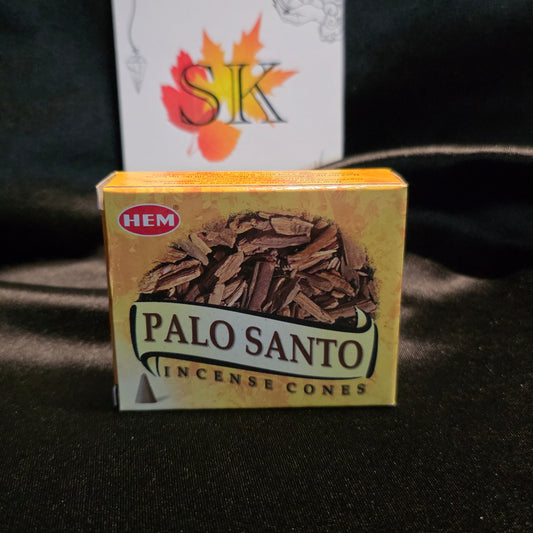 SK
HEM
PALO SANTO
INCENSE CONES